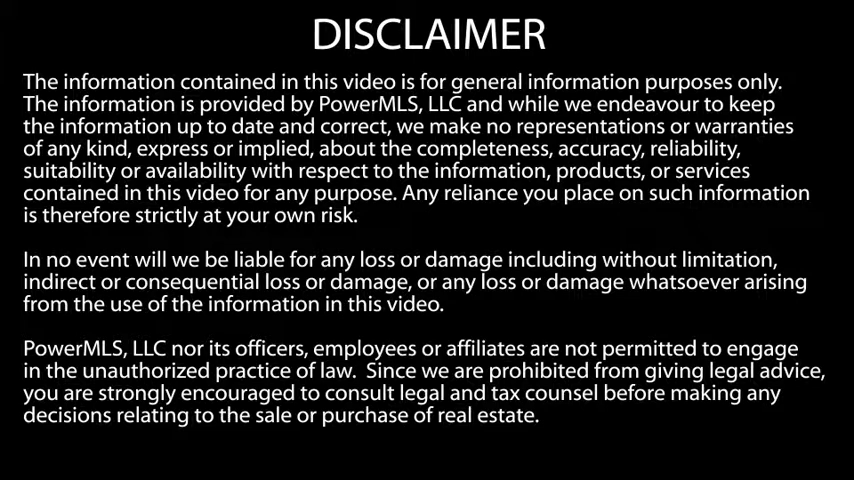 DISCLAIMER
The information contained in this video is for general information purposes only.
The information is provided by PowerMLS, LLC and while we endeavour to keep
the information up to date and correct, we make no representations or warranties
of any kind, express or implied, about the completeness, accuracy, reliability,
suitability or availability with respect to the information, products, or services
contained in this video for any purpose. Any reliance you place on such information
is therefore strictly at your own risk.
In no event will we be liable for any loss or damage including without limitation,
indirect or consequential loss or damage, or any loss or damage whatsoever arising
from the use of the information in this video.
PowerMLS, LLC nor its officers, employees or affiliates are not permitted to engage
in the unauthorized practice of law.  Since we are prohibited from giving legal advice,
you are strongly encouraged to consult legal and tax counsel before making any
decisions relating to the sale or purchase of real estate.